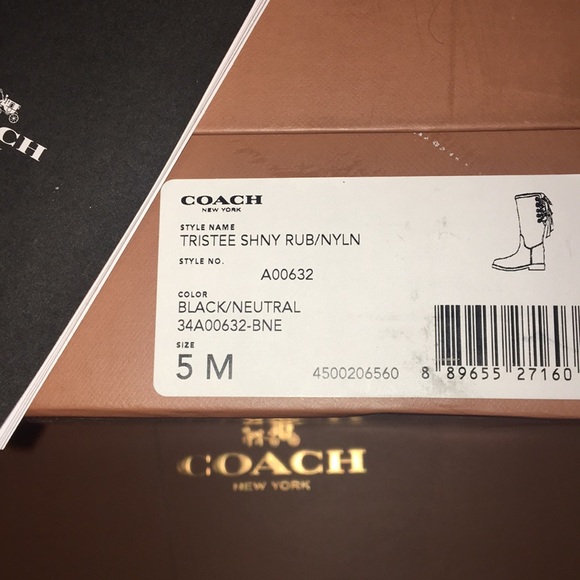 CH
COACH
NEW YORK
STYLE NAME
TRISTEE SHNY RUB/NYLN
STYLE NO.
A00632
COLOR
BLACK/NEUTRAL
34A00632-BNE
SIZE
5 M
4500206560
8 89655 27160
COACH
NEW YORK